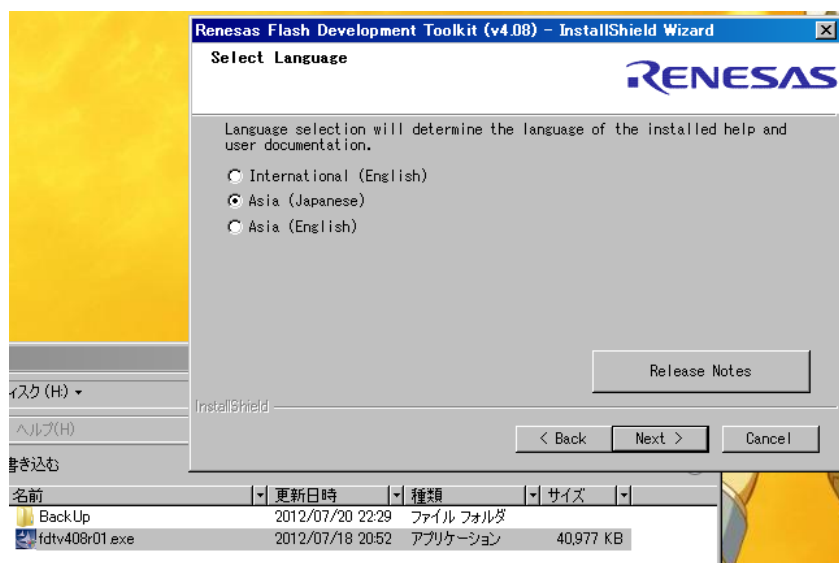 Renesas Flash Development Toolkit (v4.08) - InstallShield Wizard
Select Language
RENESAS
Language selection will determine the language of the installed help and
user documentation.
International (English)
Asia (Japanese)
Asia (English)
Release Notes
InstallShield
< Back Next > Cancel
ィスク (H:)
ヘルプ(H)
書き込む
名前 更新日時 種類 サイズ
BackUp 2012/07/20 22:29 ファイル フォルダ
fdtv408r01.exe 2012/07/18 20:52 アプリケーション 40,977 KB